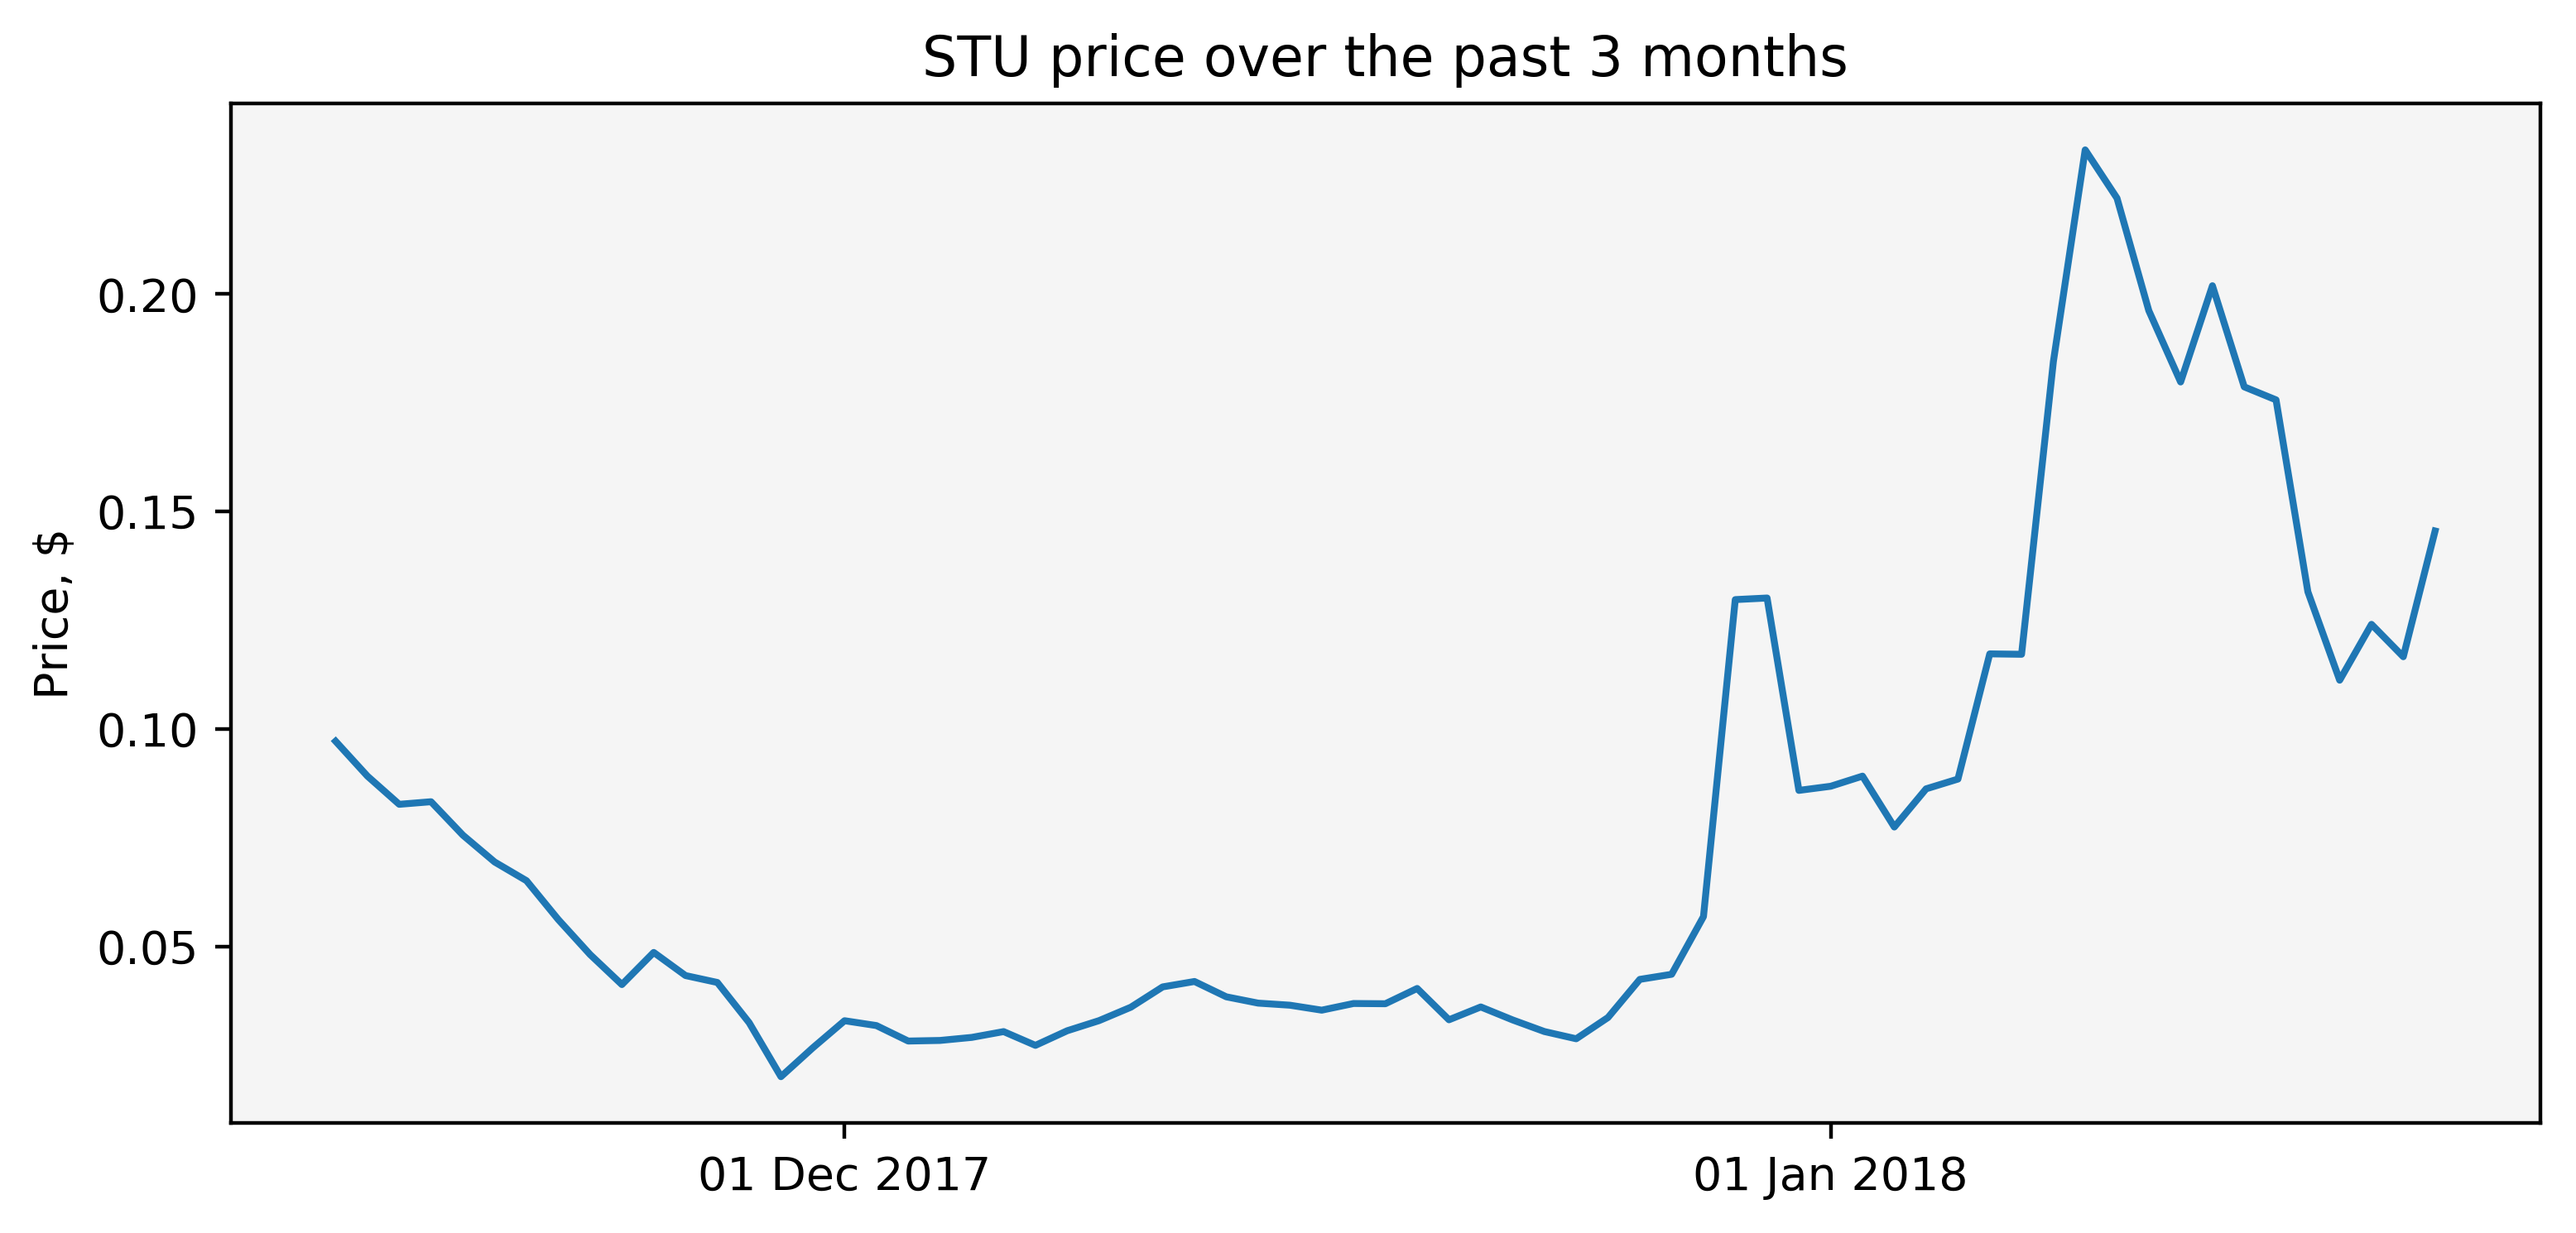 STU price over the past 3 months
Price, $
0.20
0.15
0.10
0.05
01 Dec 2017
01 Jan 2018